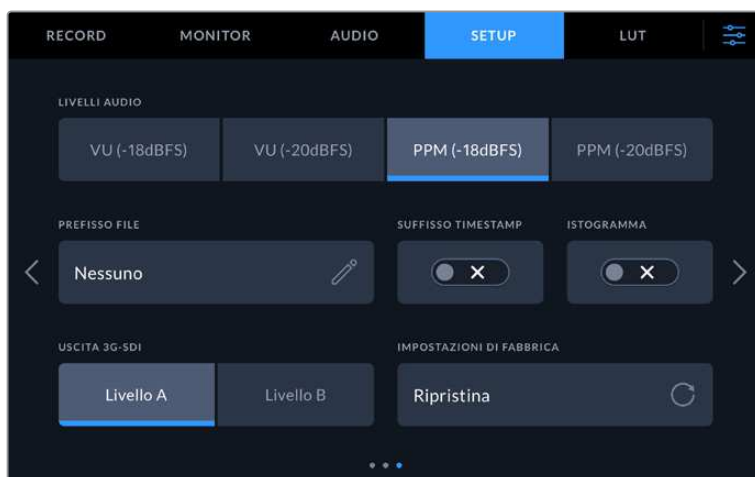 RECORD MONITOR AUDIO SETUP LUT
LIVELLI AUDIO
VU (-18dBFS) VU (-20dBFS) PPM (-18dBFS) PPM (-20dBFS)
PREFISSO FILE SUFFISSO TIMESTAMP ISTOGRAMMA
Nessuno
USCITA 3G-SDI IMPOSTAZIONI DI FABBRICA
Livello A Livello B Ripristina